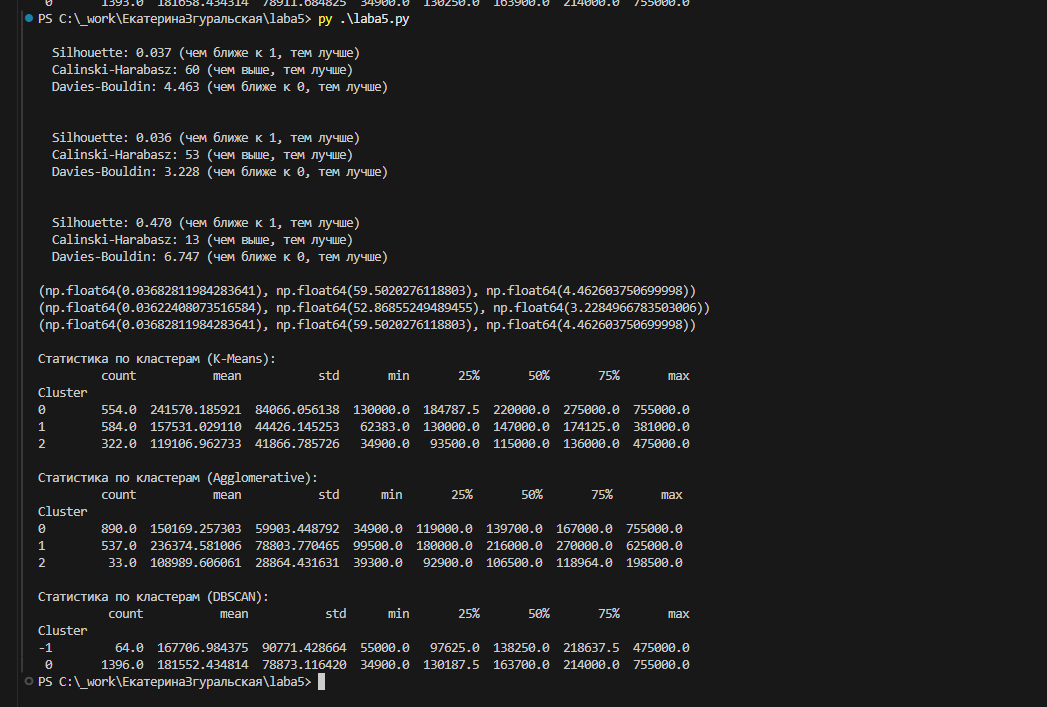 0 1393.0 181658.434314 78911.684825 34900.0 130250.0 163900.0 214000.0 755000.0
PS C:\_work\ЕкатеринаЗгуральская\laba5> py .\laba5.py
Silhouette: 0.037 (чем ближе к 1, тем лучше)
Calinski-Harabasz: 60 (чем выше, тем лучше)
Davies-Bouldin: 4.463 (чем ближе к 0, тем лучше)
Silhouette: 0.036 (чем ближе к 1, тем лучше)
Calinski-Harabasz: 53 (чем выше, тем лучше)
Davies-Bouldin: 3.228 (чем ближе к 0, тем лучше)
Silhouette: 0.470 (чем ближе к 1, тем лучше)
Calinski-Harabasz: 13 (чем выше, тем лучше)
Davies-Bouldin: 6.747 (чем ближе к 0, тем лучше)
(np.float64(0.03682811984283641), np.float64(59.5020276118803), np.float64(4.462603750699998))
(np.float64(0.03622408073516584), np.float64(52.86855249489455), np.float64(3.2284966783503006))
(np.float64(0.03682811984283641), np.float64(59.5020276118803), np.float64(4.462603750699998))
Статистика по кластерам (K-Means):
count mean std min 25% 50% 75% max
Cluster
0 554.0 241570.185921 84066.056138 130000.0 184787.5 220000.0 275000.0 755000.0
1 584.0 157531.029110 44426.145253 62383.0 130000.0 147000.0 174125.0 381000.0
2 322.0 119106.962733 41866.785726 34900.0 93500.0 115000.0 136000.0 475000.0
Статистика по кластерам (Agglomerative):
count mean std min 25% 50% 75% max
Cluster
0 890.0 150169.257303 59903.448792 34900.0 119000.0 139700.0 167000.0 755000.0
1 537.0 236374.581006 78803.770465 99500.0 180000.0 216000.0 270000.0 625000.0
2 33.0 108989.606061 28864.431631 39300.0 92900.0 106500.0 118964.0 198500.0
Статистика по кластерам (DBSCAN):
count mean std min 25% 50% 75% max
Cluster
-1 64.0 167706.984375 90771.428664 55000.0 97625.0 138250.0 218637.5 475000.0
0 1396.0 181552.434814 78873.116420 34900.0 130187.5 163700.0 214000.0 755000.0
PS C:\_work\ЕкатеринаЗгуральская\laba5>